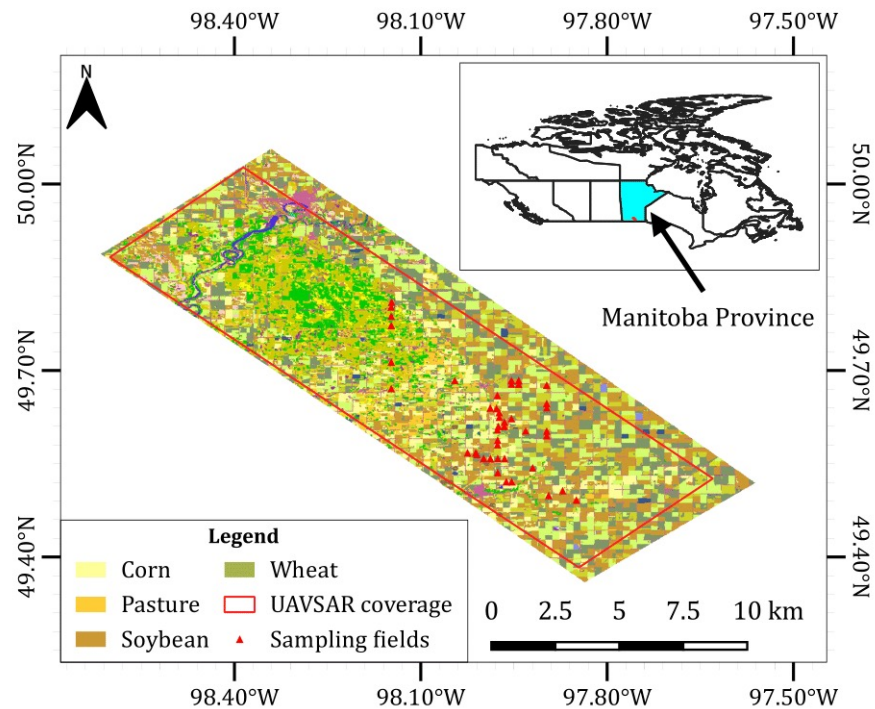 98.40°W 98.10°W 97.80°W 97.50°W
N
50.00°N 50.00°N
Manitoba Province
49.70°N 49.70°N
49.40°N 49.40°N
Legend
Corn Wheat
Pasture UAVSAR coverage
Soybean Sampling fields
0 2.5 5 7.5 10 km
98.40°W 98.10°W 97.80°W 97.50°W